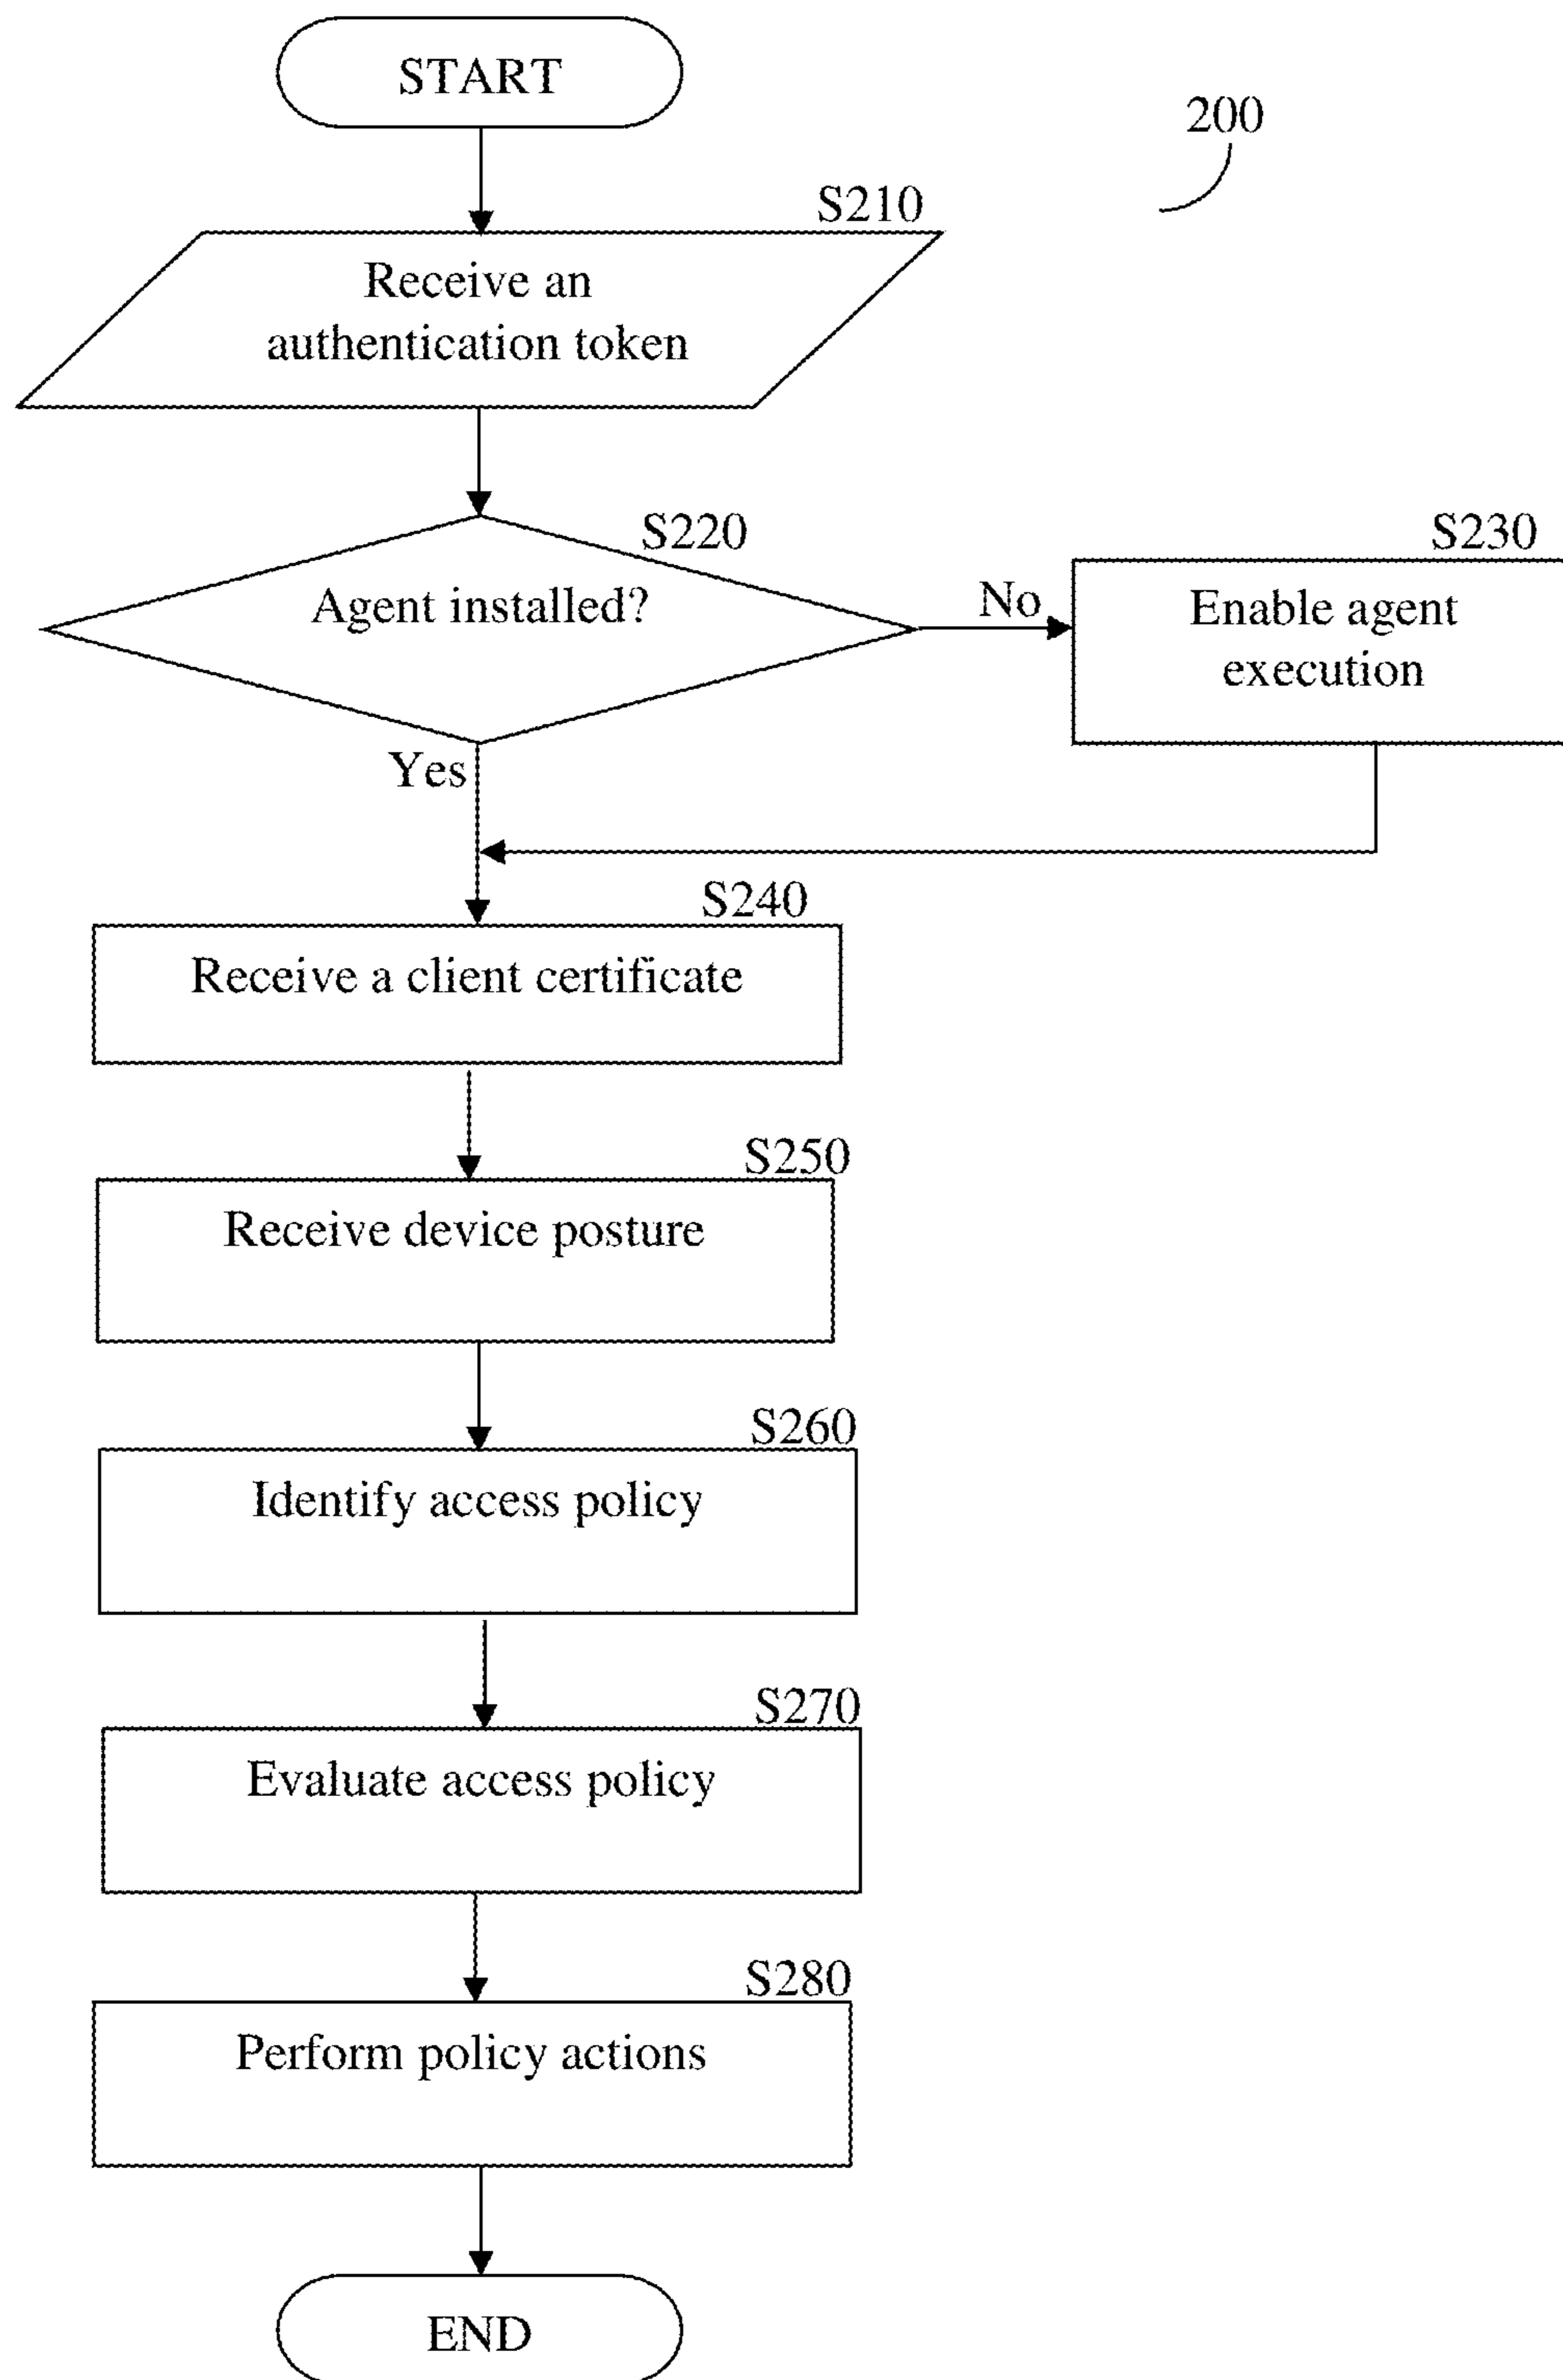 START
200
S210
Receive an
authentication token
S220
Agent installed?
No
S230
Enable agent
execution
Yes
S240
Receive a client certificate
S250
Receive device posture
S260
Identify access policy
S270
Evaluate access policy
S280
Perform policy actions
END